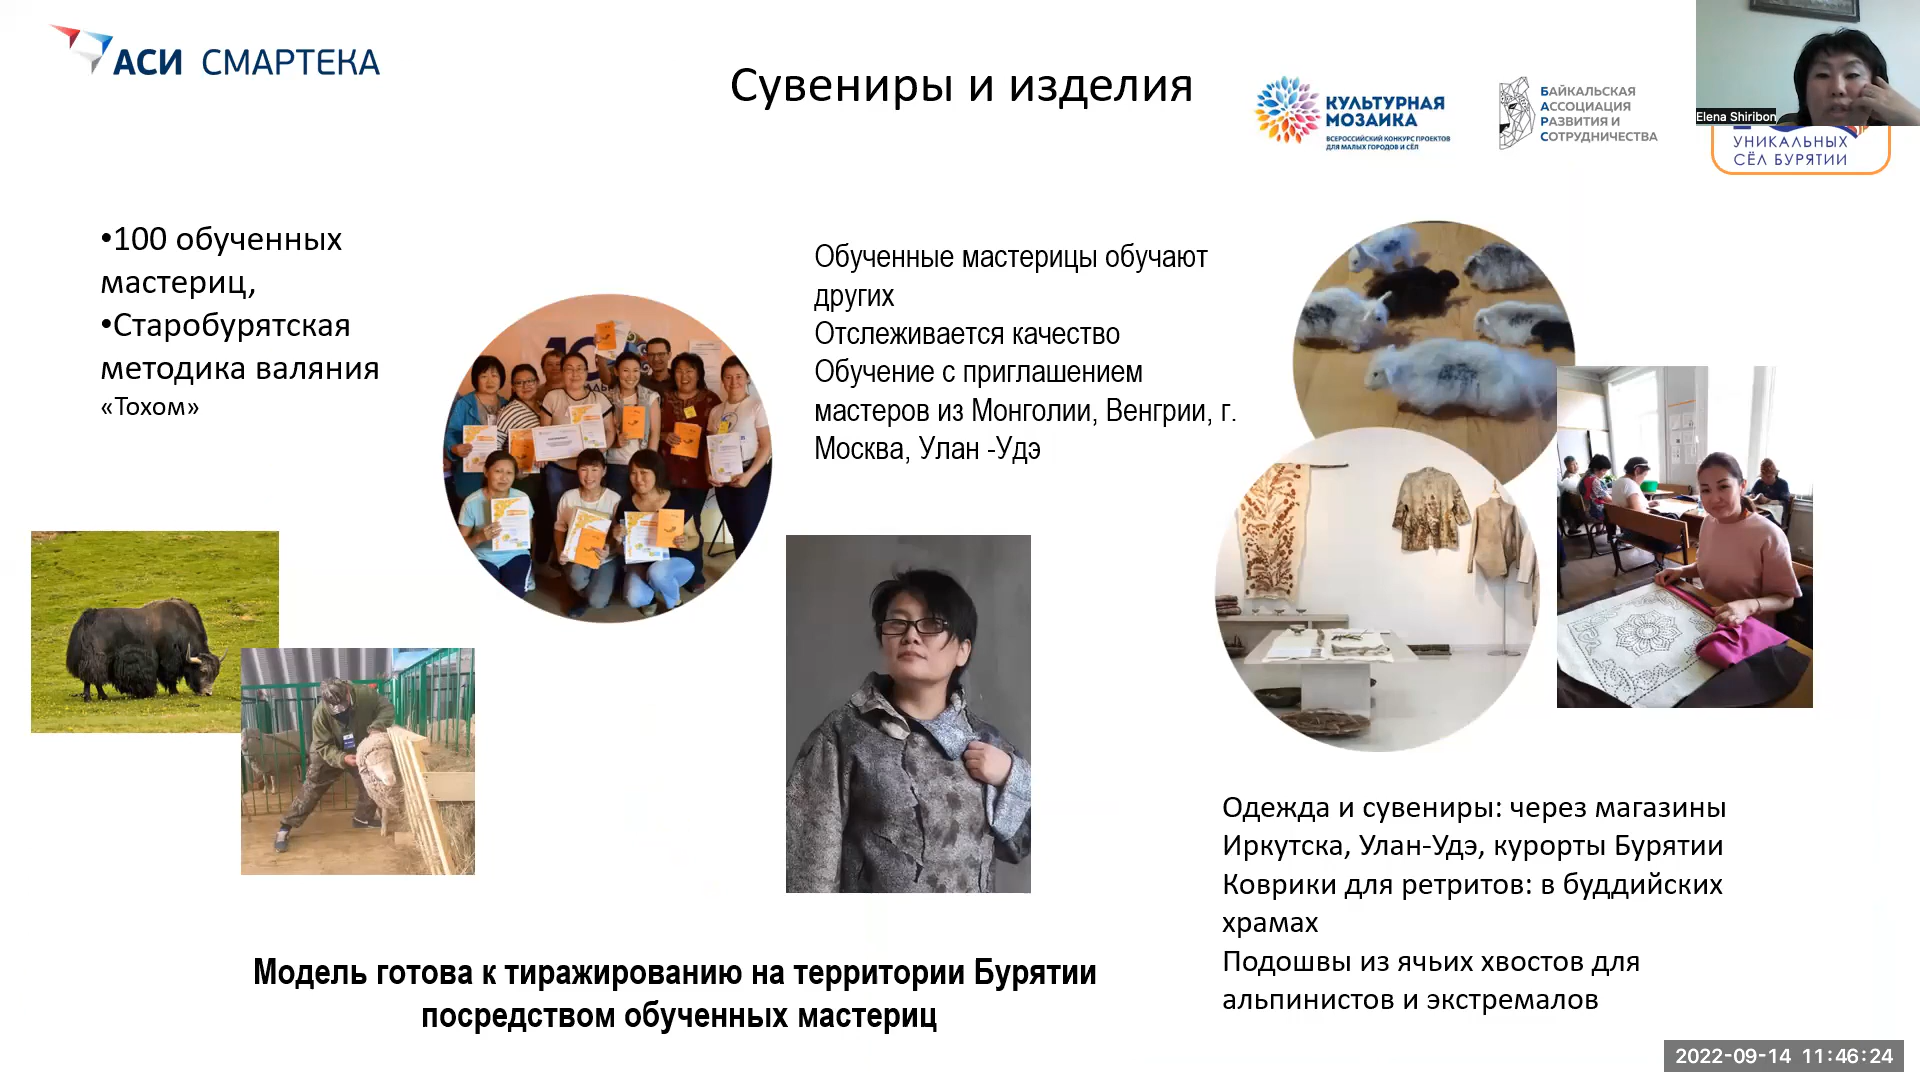 АСИ СМАРТЕКА
Сувениры и изделия
КУЛЬТУРНАЯ
МОЗАИКА
ВСЕРОССИЙСКИЙ КОНКУРС ПРОЕКТОВ
ДЛЯ МАЛЫХ ГОРОДОВ И СЁЛ
БАЙКАЛЬСКАЯ
АССОЦИАЦИЯ
РАЗВИТИЯ И
СОТРУДНИЧЕСТВА
Elena Shiribon
УНИКАЛЬНЫХ
СЁЛ БУРЯТИИ
•100 обученных
мастериц,
•Старобурятская
методика валяния
«Тохом»
Обученные мастерицы обучают
других
Отслеживается качество
Обучение с приглашением
мастеров из Монголии, Венгрии, г.
Москва, Улан -Удэ
Одежда и сувениры: через магазины
Иркутска, Улан-Удэ, курорты Бурятии
Коврики для ретритов: в буддийских
храмах
Подошвы из ячьих хвостов для
альпинистов и экстремалов
Модель готова к тиражированию на территории Бурятии
посредством обученных мастериц
2022-09-14 11:46:24